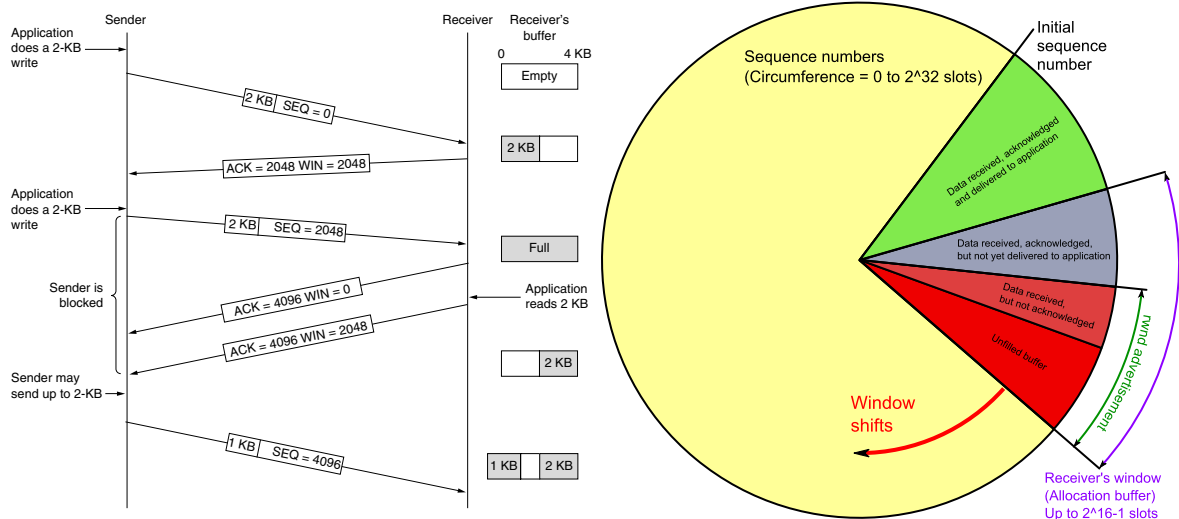 Sender
Receiver
Receiver's
buffer
Application
does a 2-KB
write
0 4 KB
Empty
2 KB SEQ = 0
2 KB
ACK = 2048 WIN = 2048
Application
does a 2-KB
write
2 KB SEQ = 2048
Full
Sender is
blocked
ACK = 4096 WIN = 0
Application
reads 2 KB
ACK = 4096 WIN = 2048
2 KB
Sender may
send up to 2-KB
1 KB SEQ = 4096
1 KB 2 KB
Initial
sequence
number
Sequence numbers
(Circumference = 0 to 2^32 slots)
Data received, acknowledged
and delivered to application
Data received, acknowledged,
but not yet delivered to application
Data received,
but not acknowledged
Unfilled buffer
rwnd advertisement
Window
shifts
Receiver's window
(Allocation buffer)
Up to 2^16-1 slots